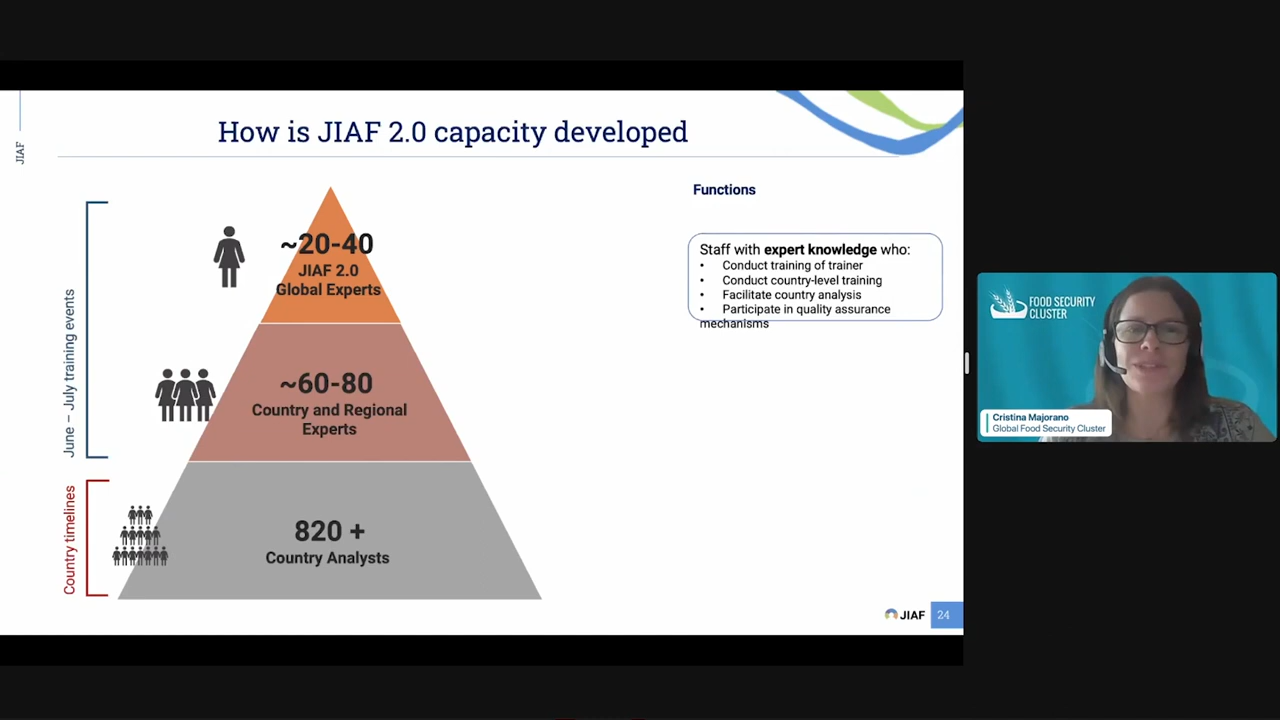 How is JIAF 2.0 capacity developed
JIAF
Functions
~20-40
JIAF 2.0
Global Experts
Staff with expert knowledge who:
• Conduct training of trainer
• Conduct country-level training
• Facilitate country analysis
• Participate in quality assurance
mechanisms
June – July training events
~60-80
Country and Regional
Experts
Country timelines
820 +
Country Analysts
JIAF
24
FOOD SECURITY
CLUSTER
Cristina Majorano
Global Food Security Cluster